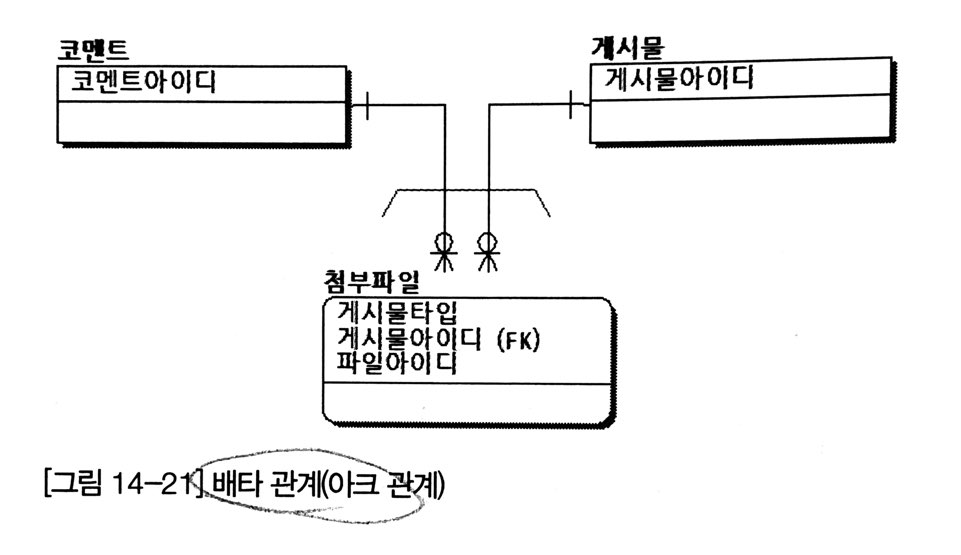 코멘트
코멘트아이디
게시물
게시물아이디
첨부파일
게시물타입
게시물아이디 (FK)
파일아이디
[그림 14-21] 배타 관계(아크 관계)